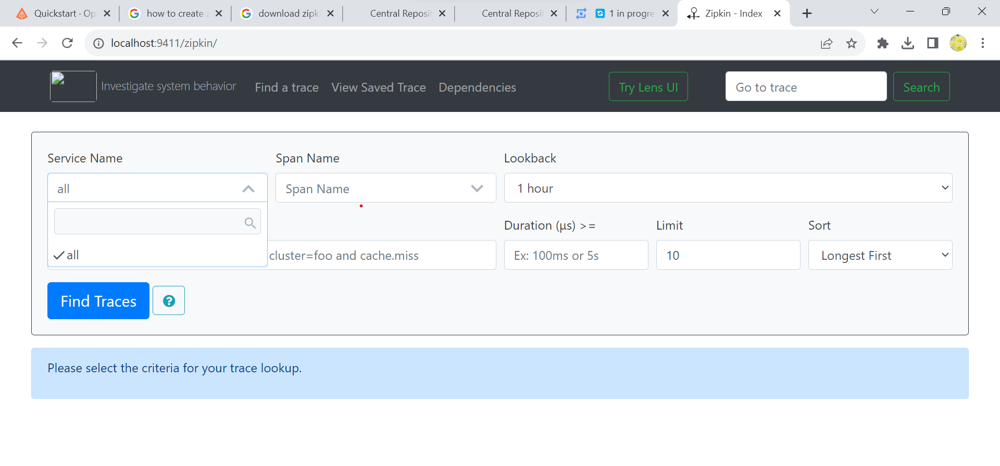 Quickstart · Op
how to create z
download zipki
Central Reposit
Central Reposit
1 in progre
Zipkin - Index
localhost:9411/zipkin/
Investigate system behavior
Find a trace
View Saved Trace
Dependencies
Try Lens UI
Go to trace
Search
Service Name
Span Name
Lookback
all
Span Name
1 hour
Duration (μs) >=
Limit
Sort
all
cluster=foo and cache.miss
Ex: 100ms or 5s
10
Longest First
Find Traces
?
Please select the criteria for your trace lookup.